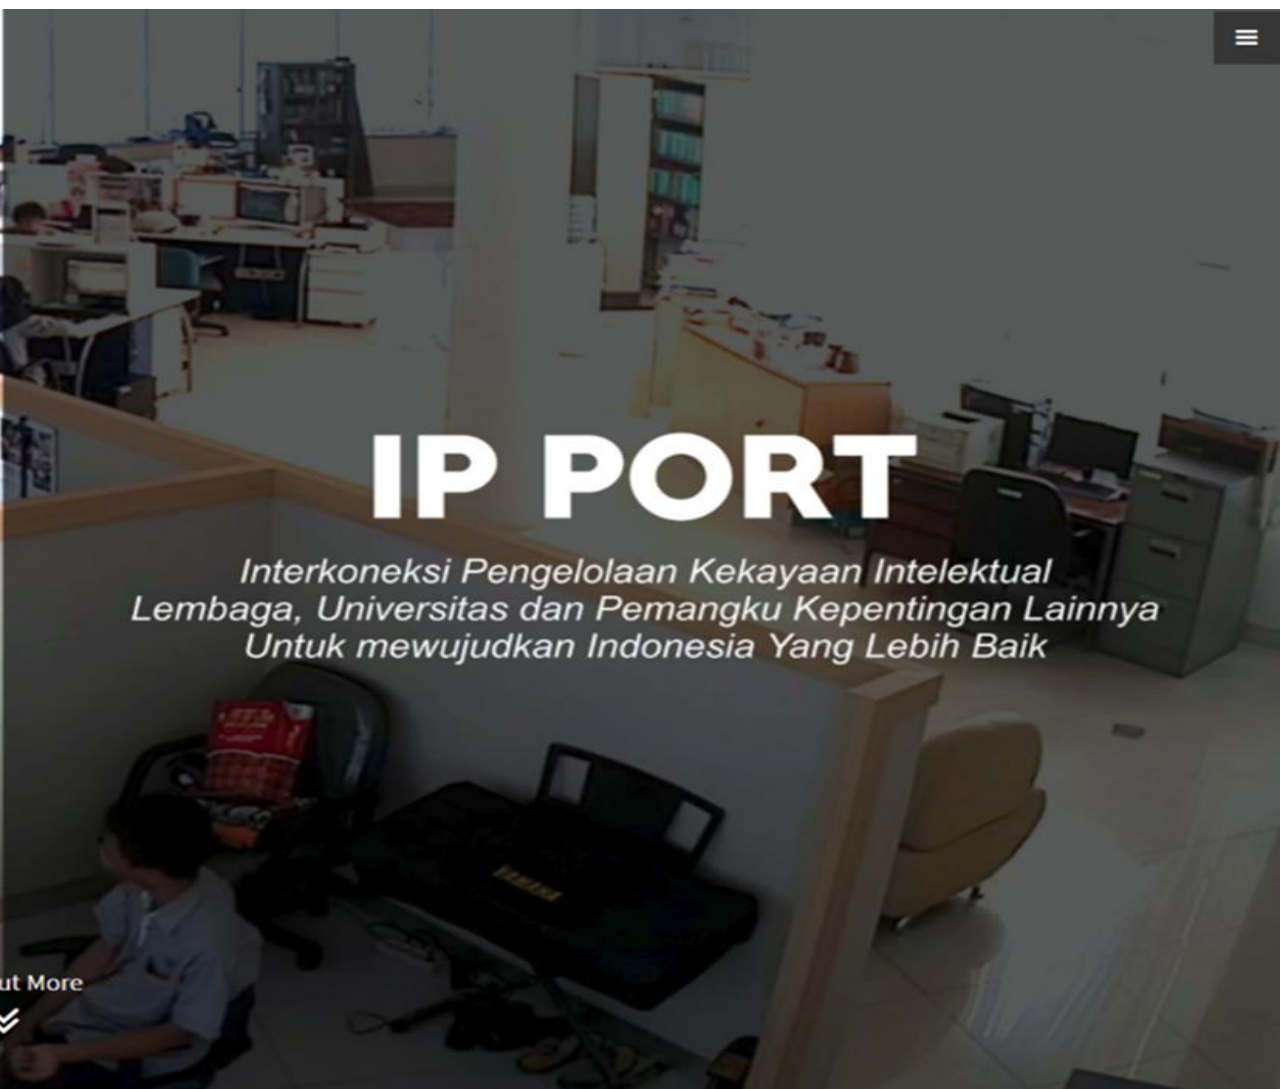 IP PORT
Interkoneksi Pengelolaan Kekayaan Intelektual
Lembaga, Universitas dan Pemangku Kepentingan Lainnya
Untuk mewujudkan Indonesia Yang Lebih Baik
YAMAHA
ut More